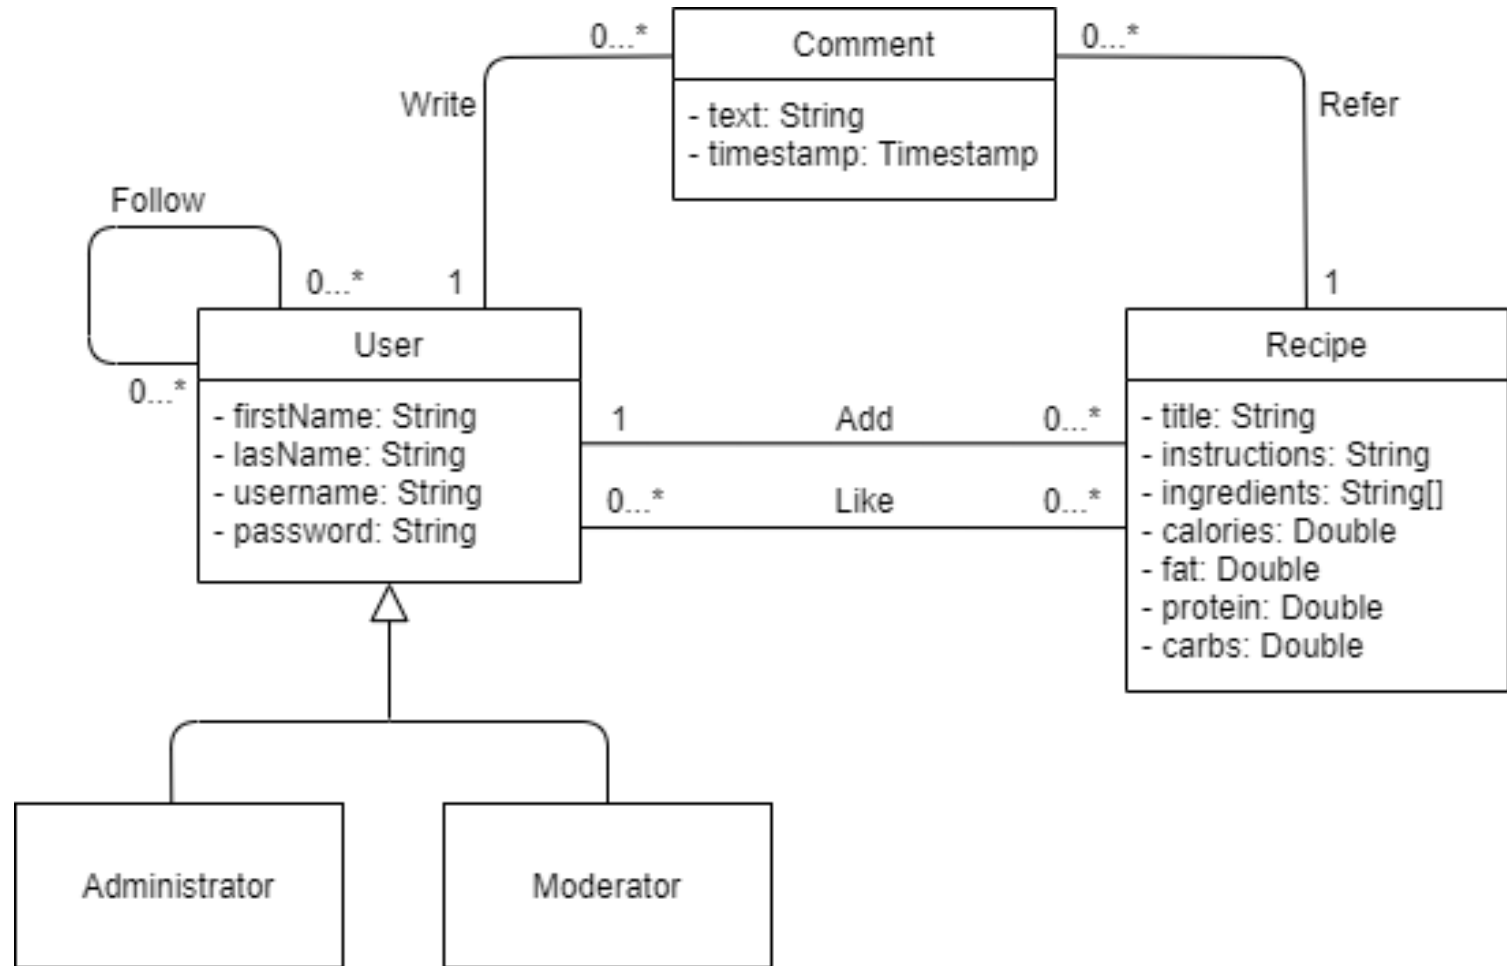 0...*
Comment
0...*
Write
- text: String
- timestamp: Timestamp
Refer
Follow
0...*
1
1
User
Recipe
0...*
- firstName: String
- lasName: String
- username: String
- password: String
1
Add
0...*
0...*
Like
0...*
- title: String
- instructions: String
- ingredients: String[]
- calories: Double
- fat: Double
- protein: Double
- carbs: Double
Administrator
Moderator